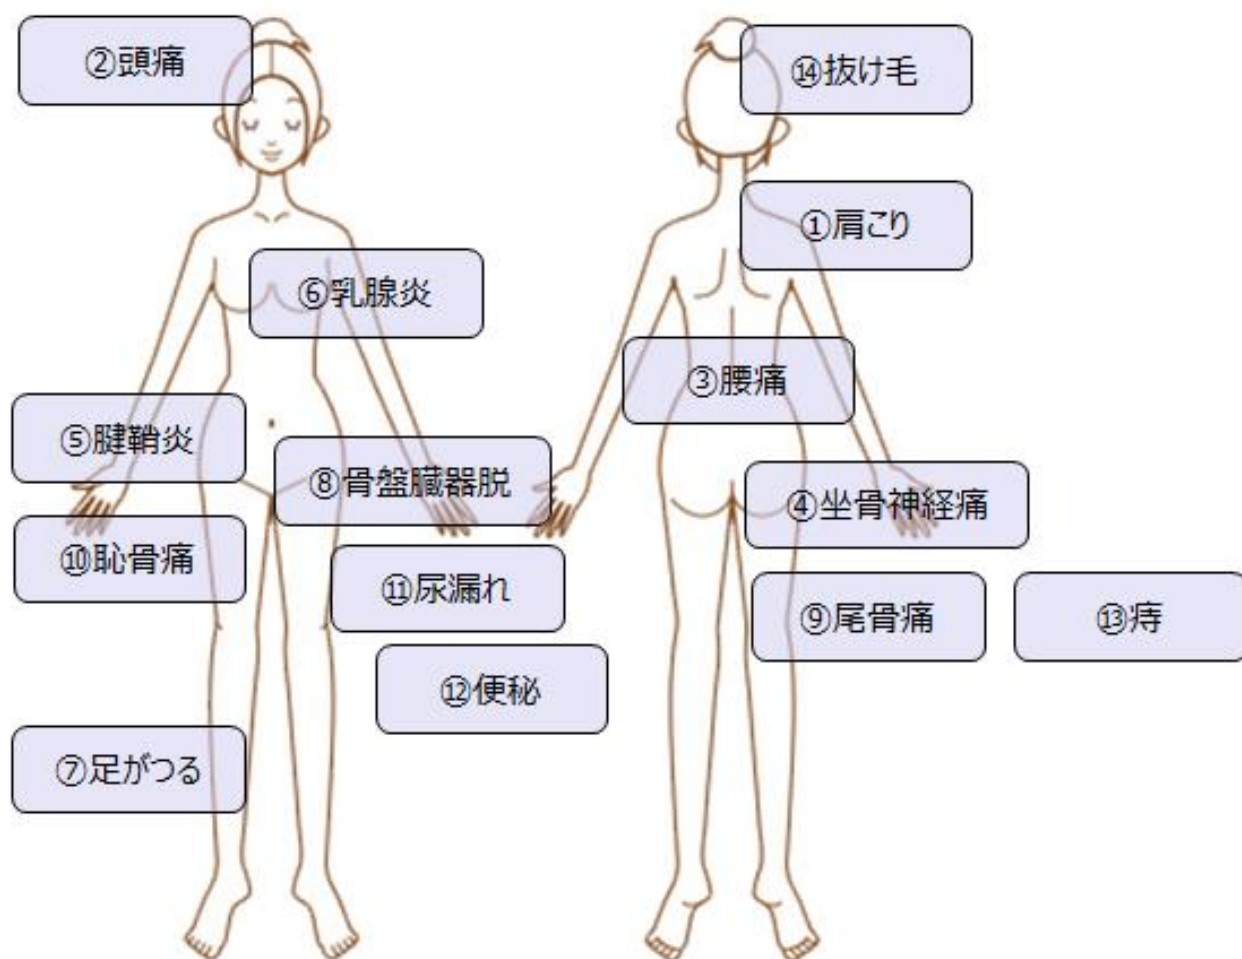 ②頭痛
⑭抜け毛
①肩こり
⑥乳腺炎
③腰痛
⑤腱鞘炎
⑧骨盤臓器脱
④坐骨神経痛
⑩恥骨痛
⑪尿漏れ
⑨尾骨痛
⑬痔
⑫便秘
⑦足がつる